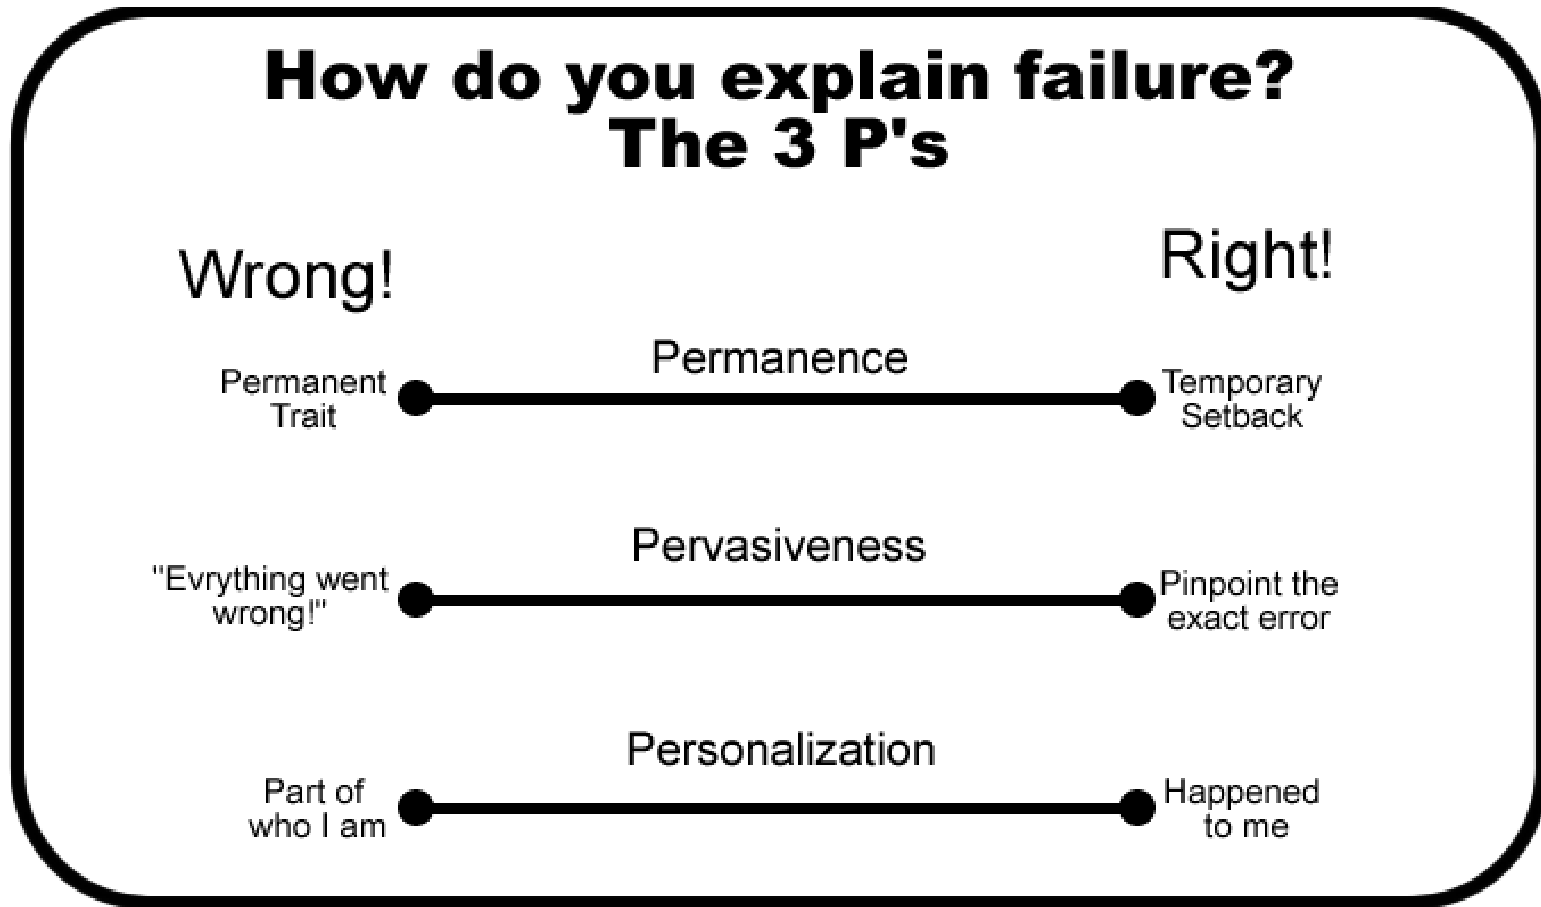 How do you explain failure?
The 3 P's
Wrong!
Right!
Permanence
Permanent
Trait
Temporary
Setback
Pervasiveness
"Evrything went
wrong!"
Pinpoint the
exact error
Personalization
Part of
who I am
Happened
to me